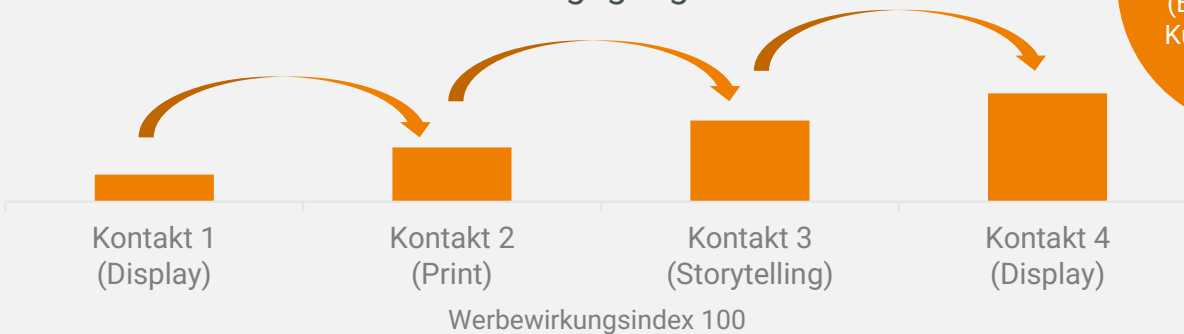 Kontakt 1
(Display)
Kontakt 2
(Print)
Kontakt 3
(Storytelling)
Kontakt 4
(Display)
Werbewirkungsindex 100